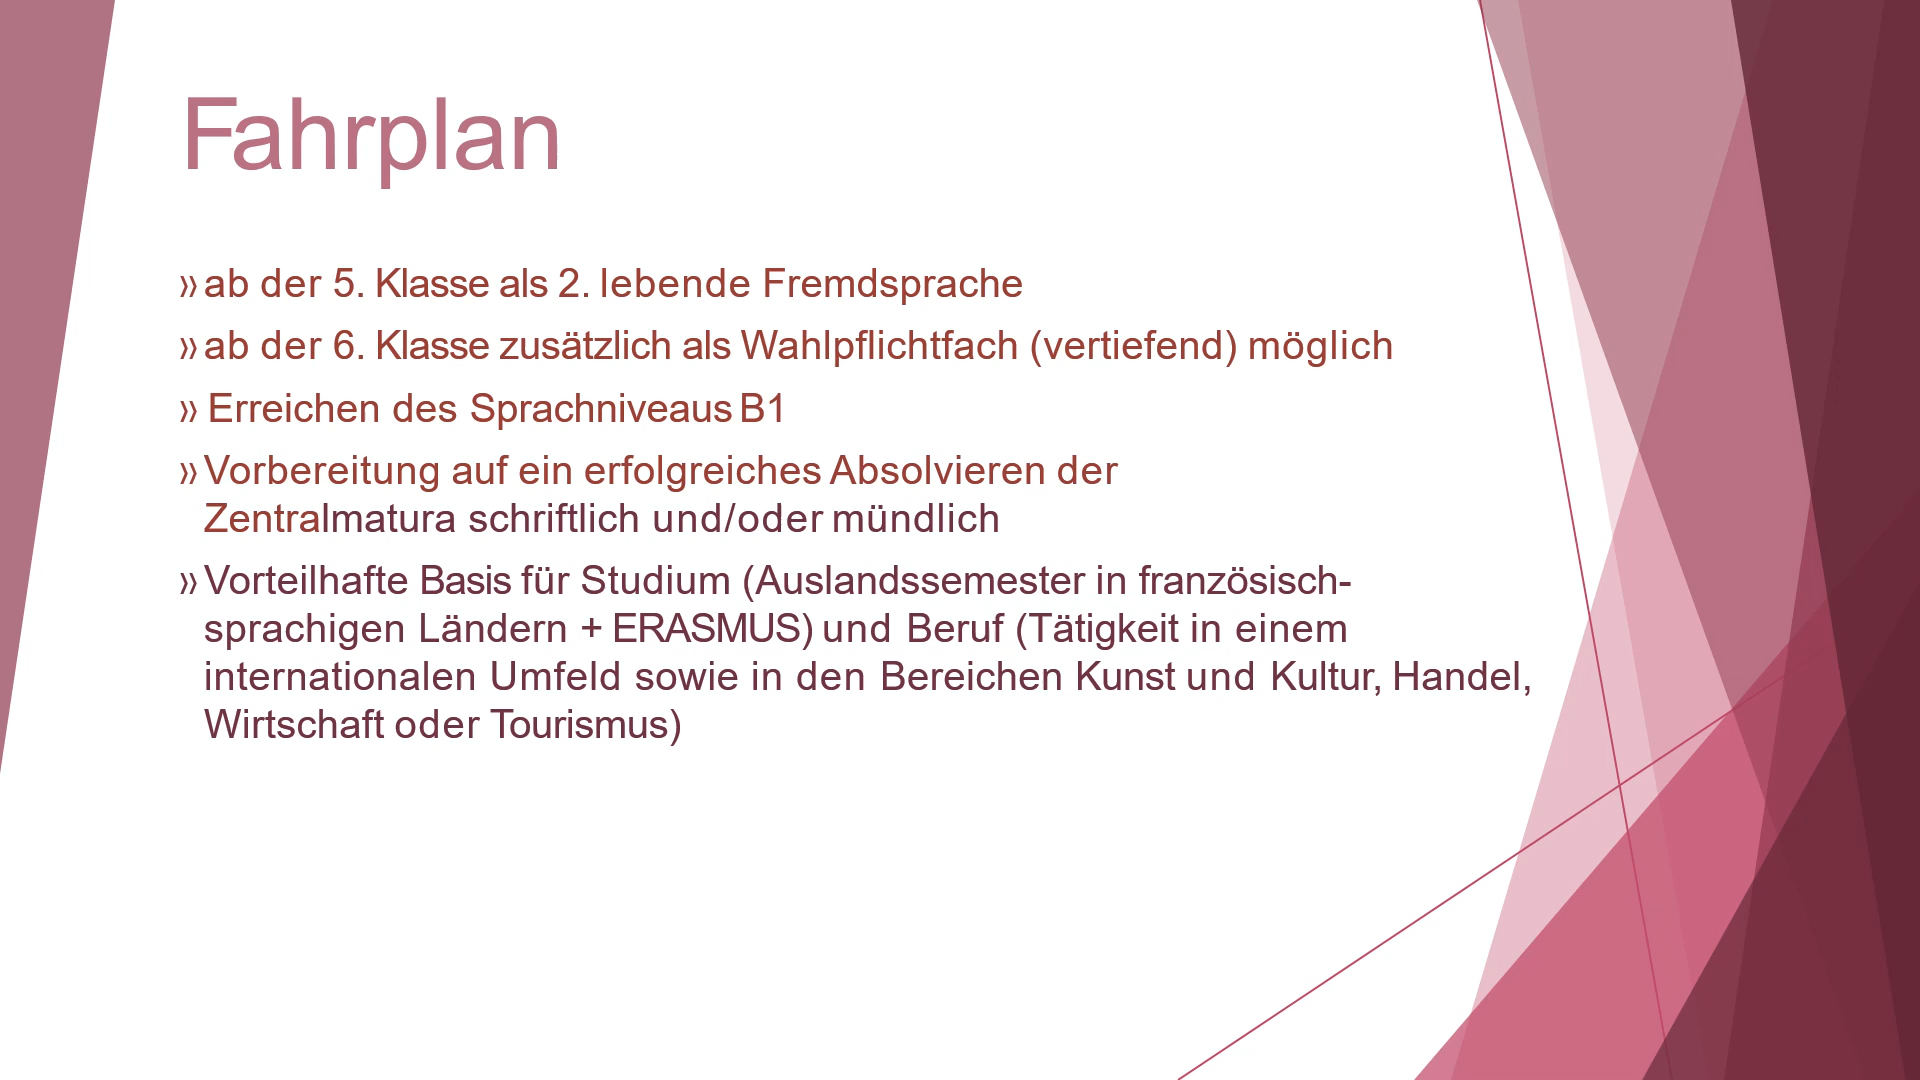 Fahrplan
» ab der 5. Klasse als 2. lebende Fremdsprache
» ab der 6. Klasse zusätzlich als Wahlpflichtfach (vertiefend) möglich
» Erreichen des Sprachniveaus B1
» Vorbereitung auf ein erfolgreiches Absolvieren der
Zentralmatura schriftlich und/oder mündlich
» Vorteilhafte Basis für Studium (Auslandssemester in französisch-
sprachigen Ländern + ERASMUS) und Beruf (Tätigkeit in einem
internationalen Umfeld sowie in den Bereichen Kunst und Kultur, Handel,
Wirtschaft oder Tourismus)